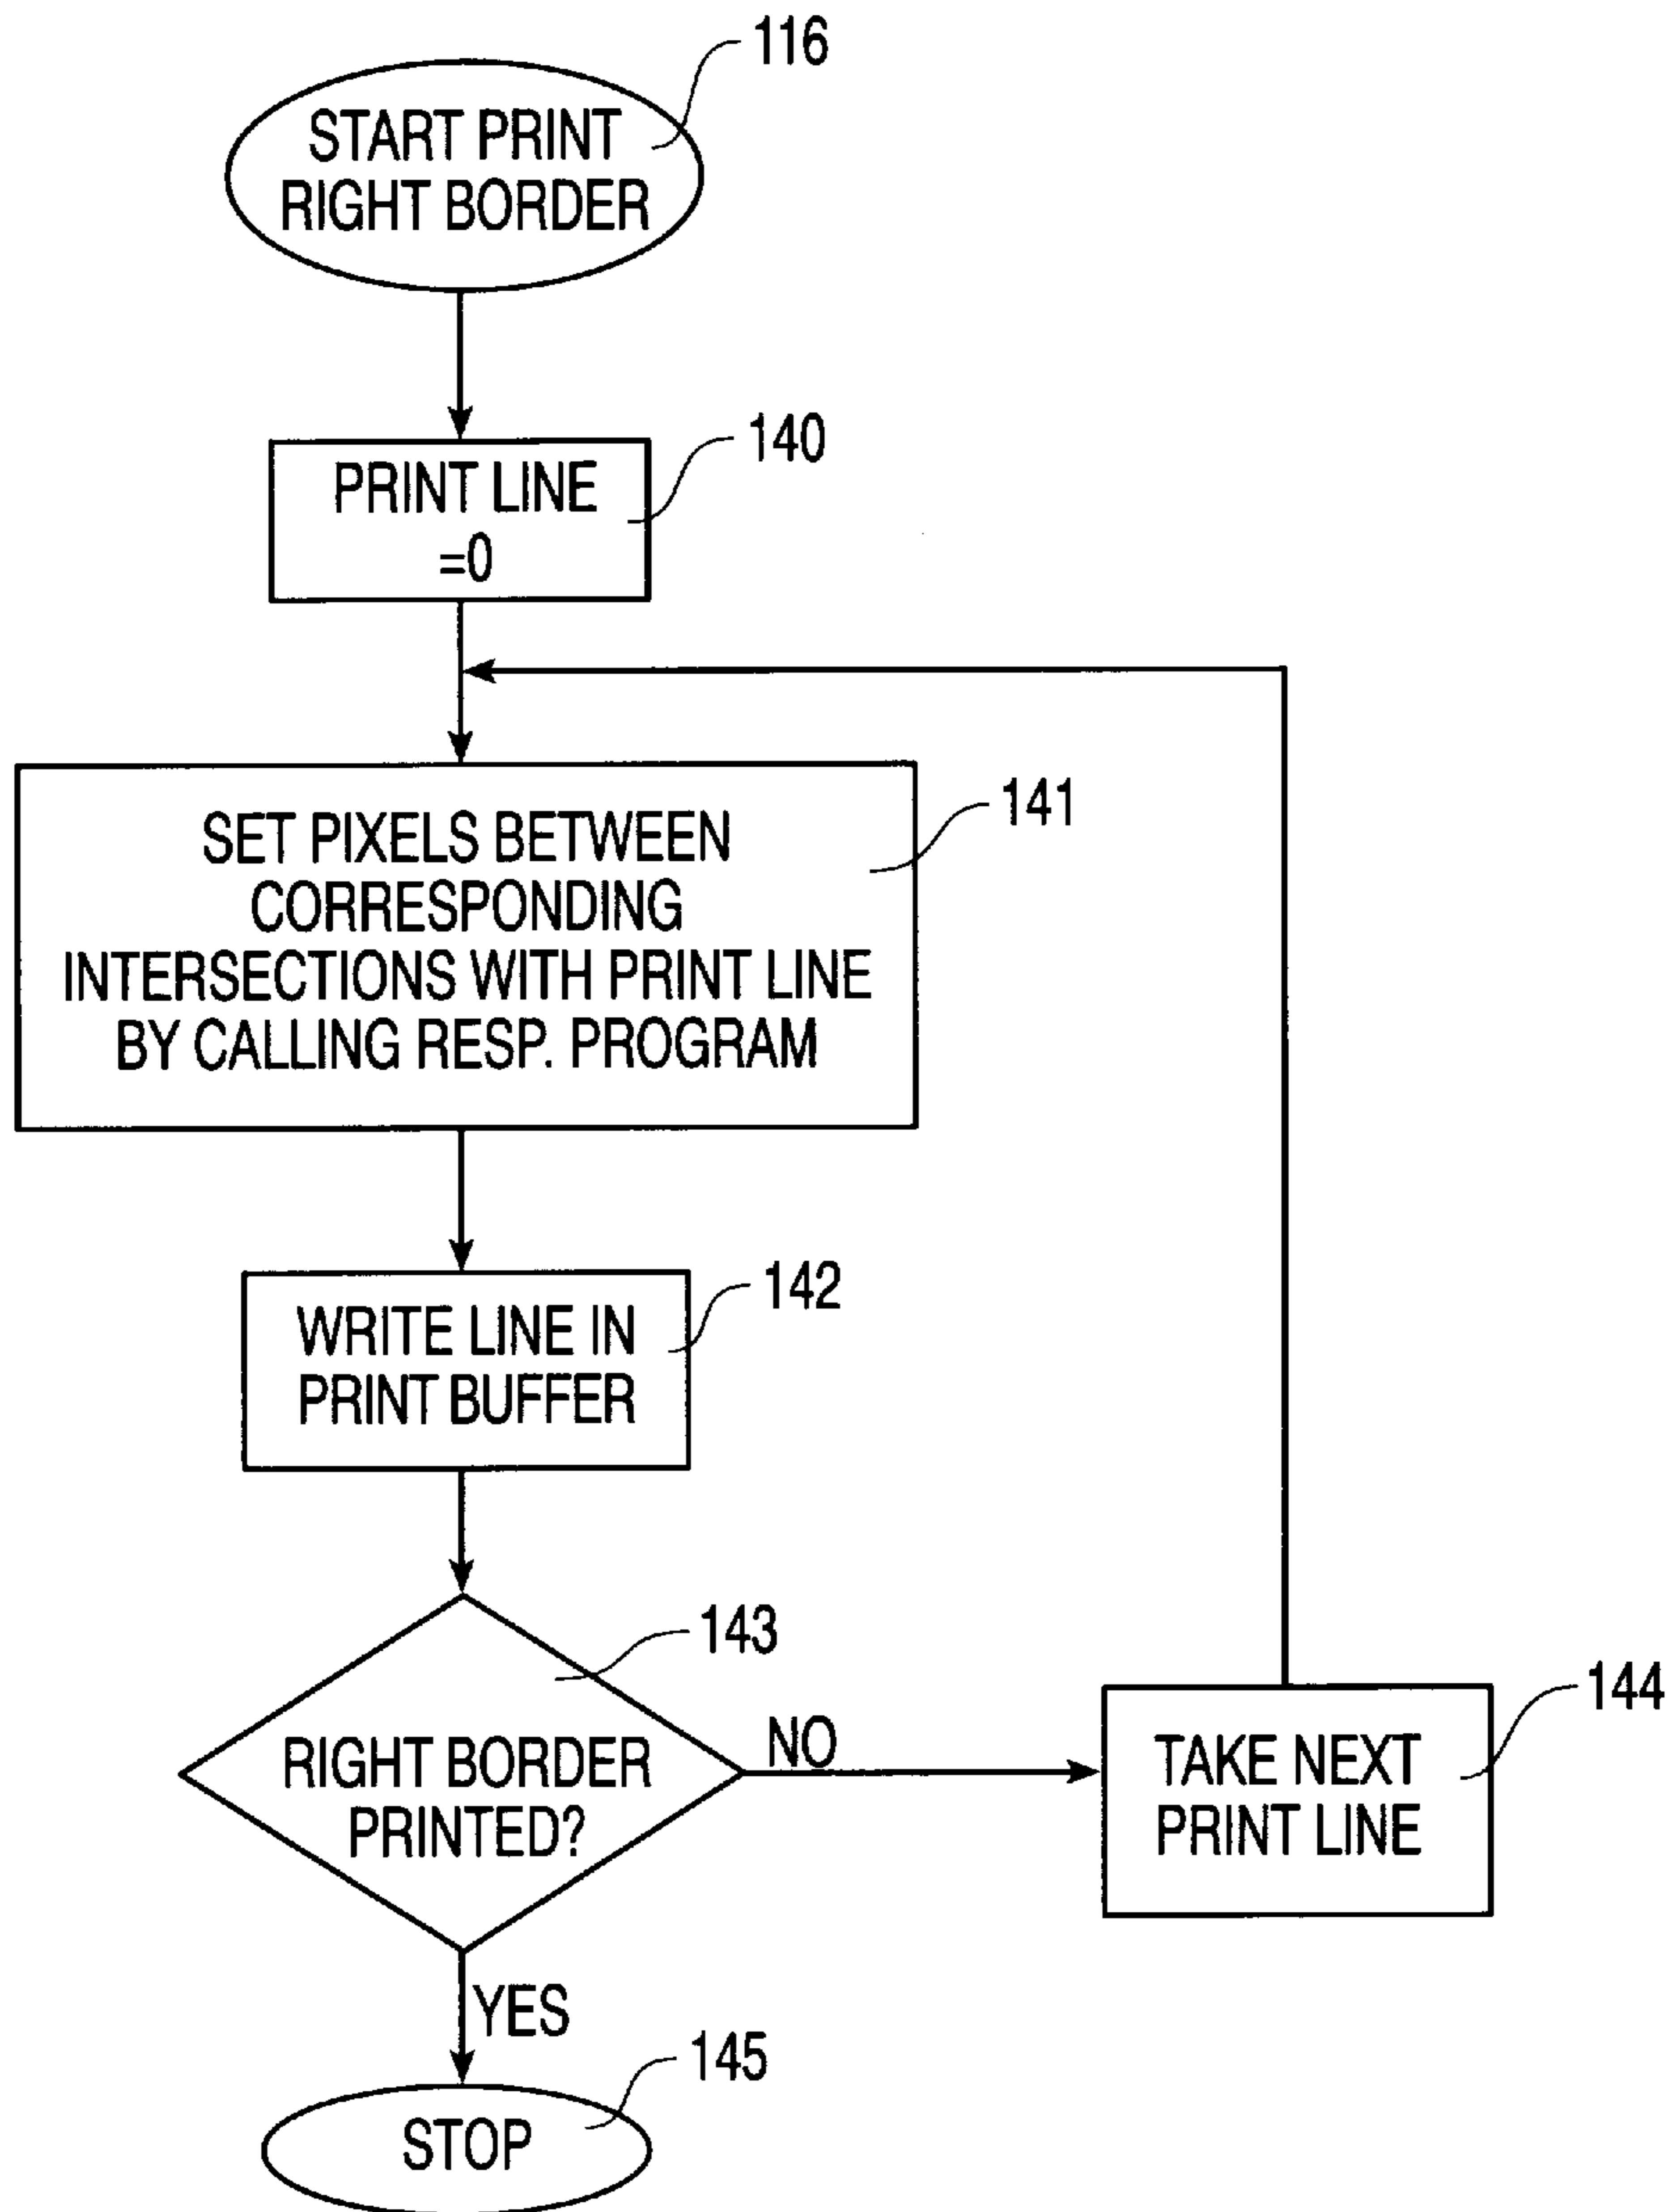 116
START PRINT
RIGHT BORDER
140
PRINT LINE
=0
141
SET PIXELS BETWEEN
CORRESPONDING
INTERSECTIONS WITH PRINT LINE
BY CALLING RESP. PROGRAM
142
WRITE LINE IN
PRINT BUFFER
143
RIGHT BORDER
PRINTED?
NO
144
TAKE NEXT
PRINT LINE
YES
145
STOP